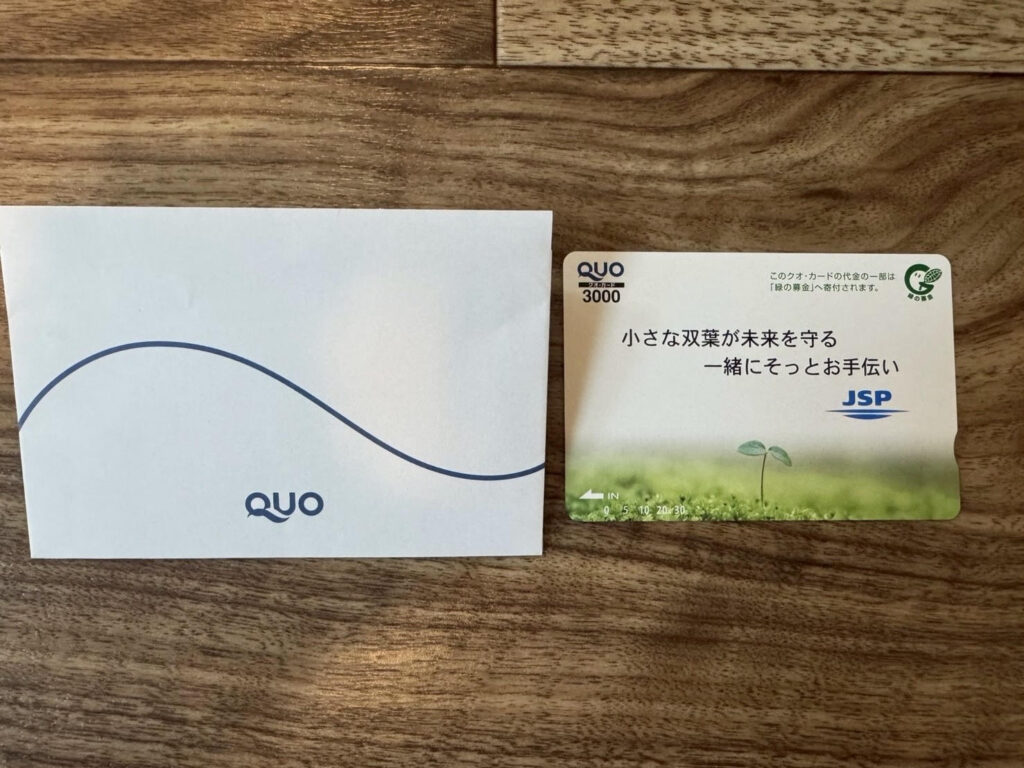 QUO
QUO
クオ・カード
3000
このクオ・カードの代金の一部は
「緑の募金」へ寄付されます。
緑の募金
小さな双葉が未来を守る
一緒にそっとお手伝い
JSP
IN
0 5 10 20 30